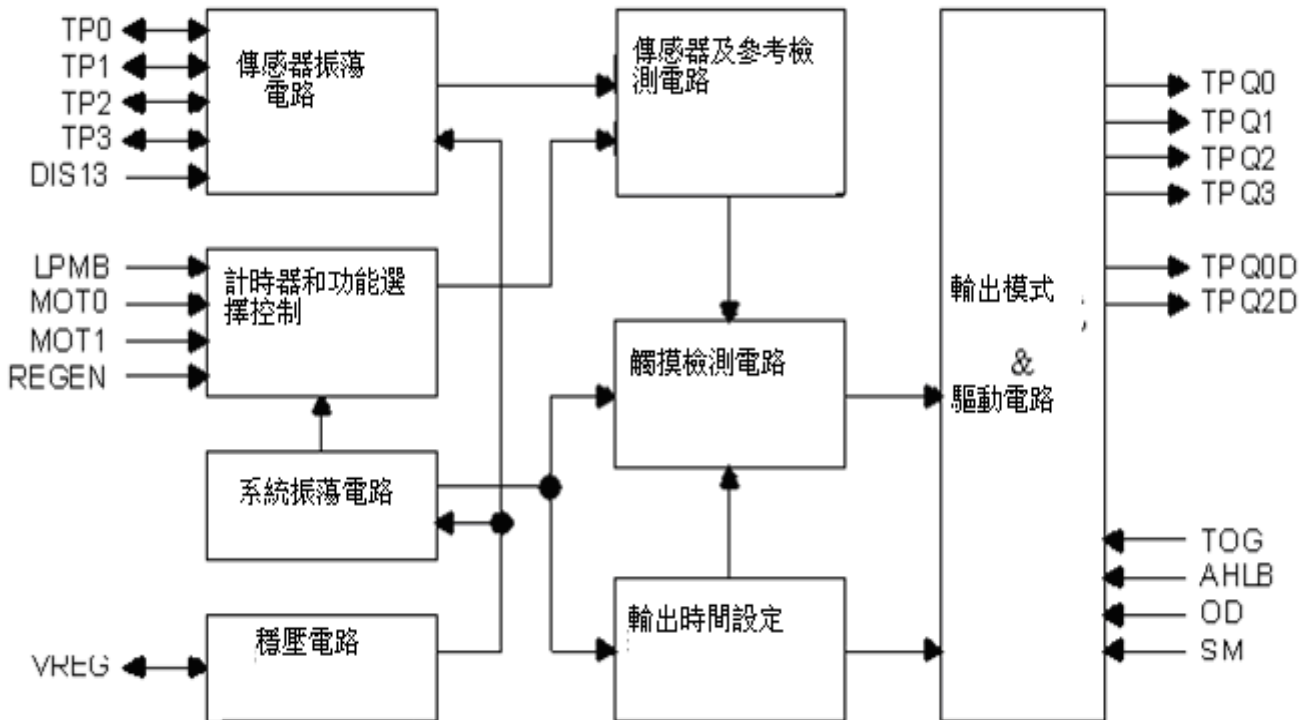 TP0
TP1
TP2
TP3
DIS13
傳感器振蕩
電路
傳感器及參考檢
測電路
TPQ0
TPQ1
TPQ2
TPQ3
TPQ0D
TPQ2D
LPMB
MOT0
MOT1
REGEN
計時器和功能選
擇控制
觸摸檢測電路
輸出模式
&
驅動電路
系統振蕩電路
TOG
AHLB
OD
SM
輸出時間設定
VREG
穩壓電路